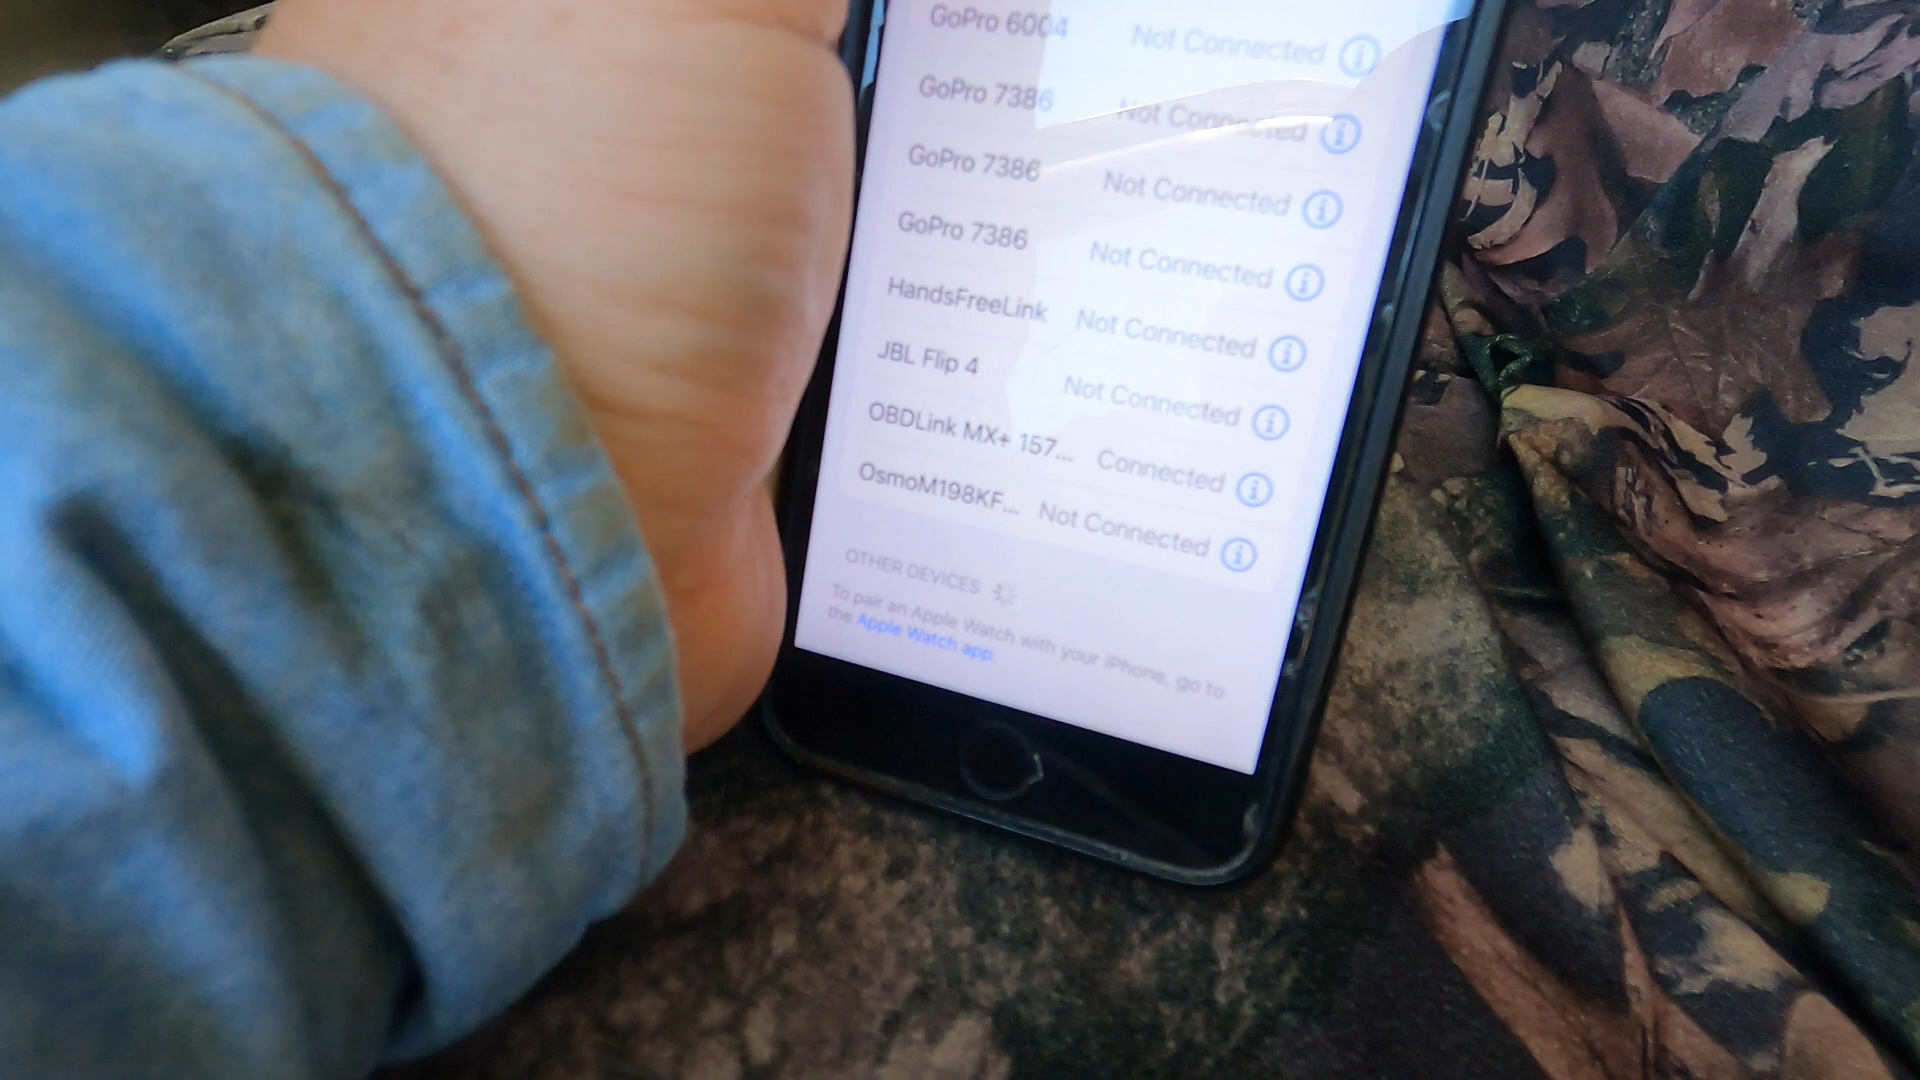 GoPro 6004 Not Connected
GoPro 7386 Not Connected
GoPro 7386 Not Connected
GoPro 7386 Not Connected
HandsFreeLink Not Connected
JBL Flip 4 Not Connected
OBDLink MX+ 157... Connected
OsmoM198KF... Not Connected
OTHER DEVICES
To pair an Apple Watch with your iPhone, go to
the Apple Watch app.